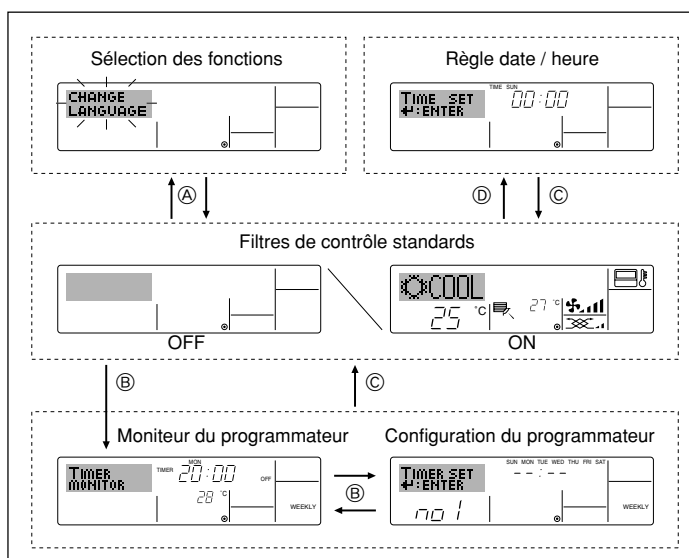 Sélection des fonctions
CHANGE
LANGUAGE
Règle date / heure
TIME SUN
TIME SET
↵:ENTER
00:00
Ⓐ
Ⓓ
Ⓒ
Filtres de contrôle standards
COOL
25 °C
27 °C
OFF
ON
Ⓑ
Ⓒ
Moniteur du programmateur
TIMER
MONITOR
TIMER
MON
20:00
OFF
28 °C
WEEKLY
Ⓑ
Configuration du programmateur
TIMER SET
↵:ENTER
SUN MON TUE WED THU FRI SAT
--:--
no 1
WEEKLY